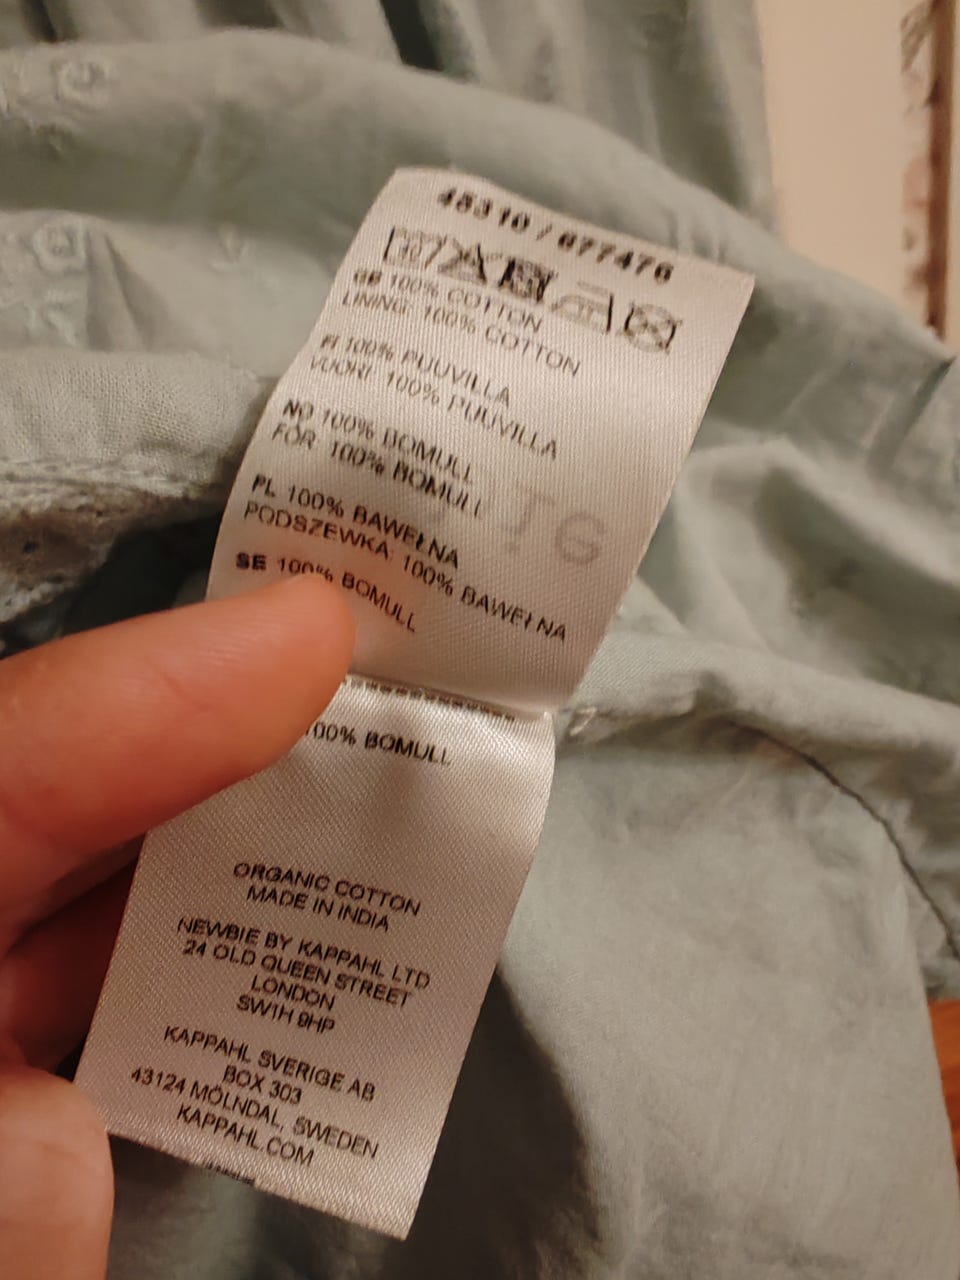 45310 / 677476
GB 100% COTTON
LINING: 100% COTTON
FI 100% PUUVILLA
VUORI: 100% PUUVILLA
NO 100% BOMULL
FÔR: 100% BOMULL
PL 100% BAWEŁNA
PODSZEWKA: 100% BAWEŁNA
SE 100% BOMULL
100% BOMULL
ORGANIC COTTON
MADE IN INDIA
NEWBIE BY KAPPAHL LTD
24 OLD QUEEN STREET
LONDON
SW1H 9HP
KAPPAHL SVERIGE AB
BOX 303
43124 MÖLNDAL, SWEDEN
KAPPAHL.COM